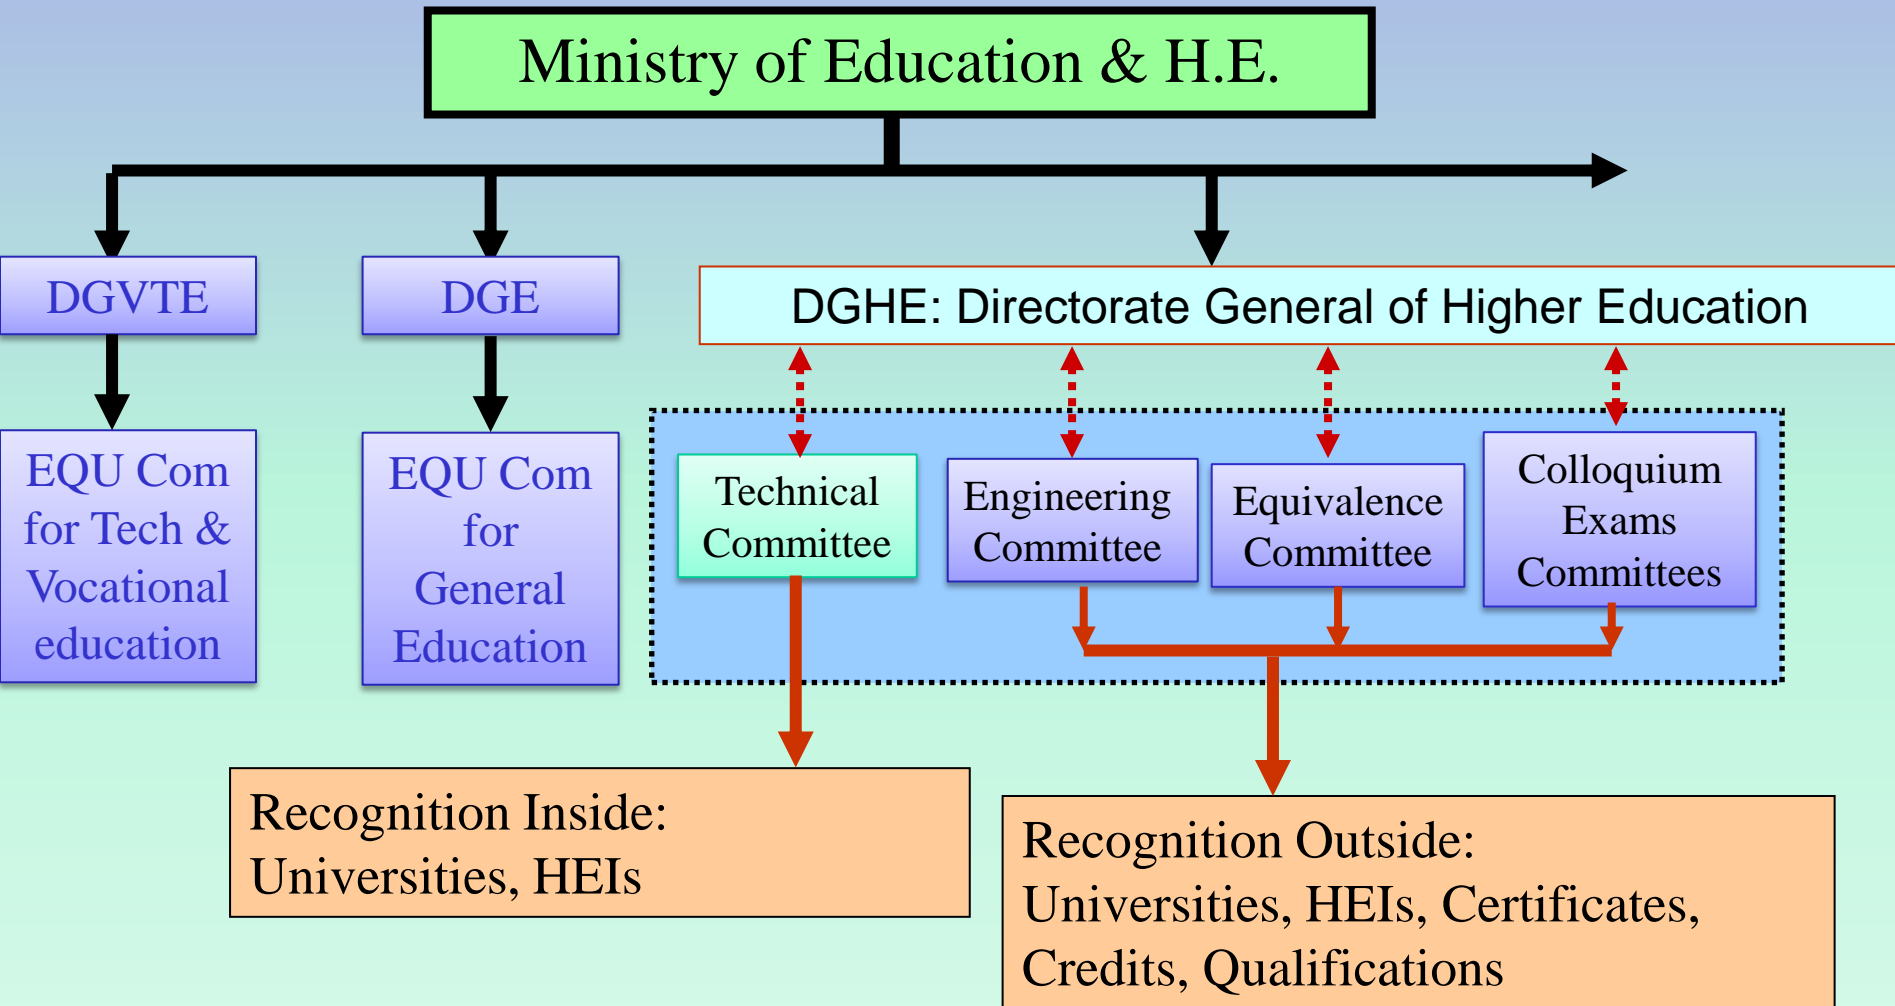 Ministry of Education & H.E.
DGVTE
DGE
DGHE: Directorate General of Higher Education
EQU Com
for Tech &
Vocational
education
EQU Com
for
General
Education
Technical
Committee
Engineering
Committee
Equivalence
Committee
Colloquium
Exams
Committees
Recognition Inside:
Universities, HEIs
Recognition Outside:
Universities, HEIs, Certificates,
Credits, Qualifications